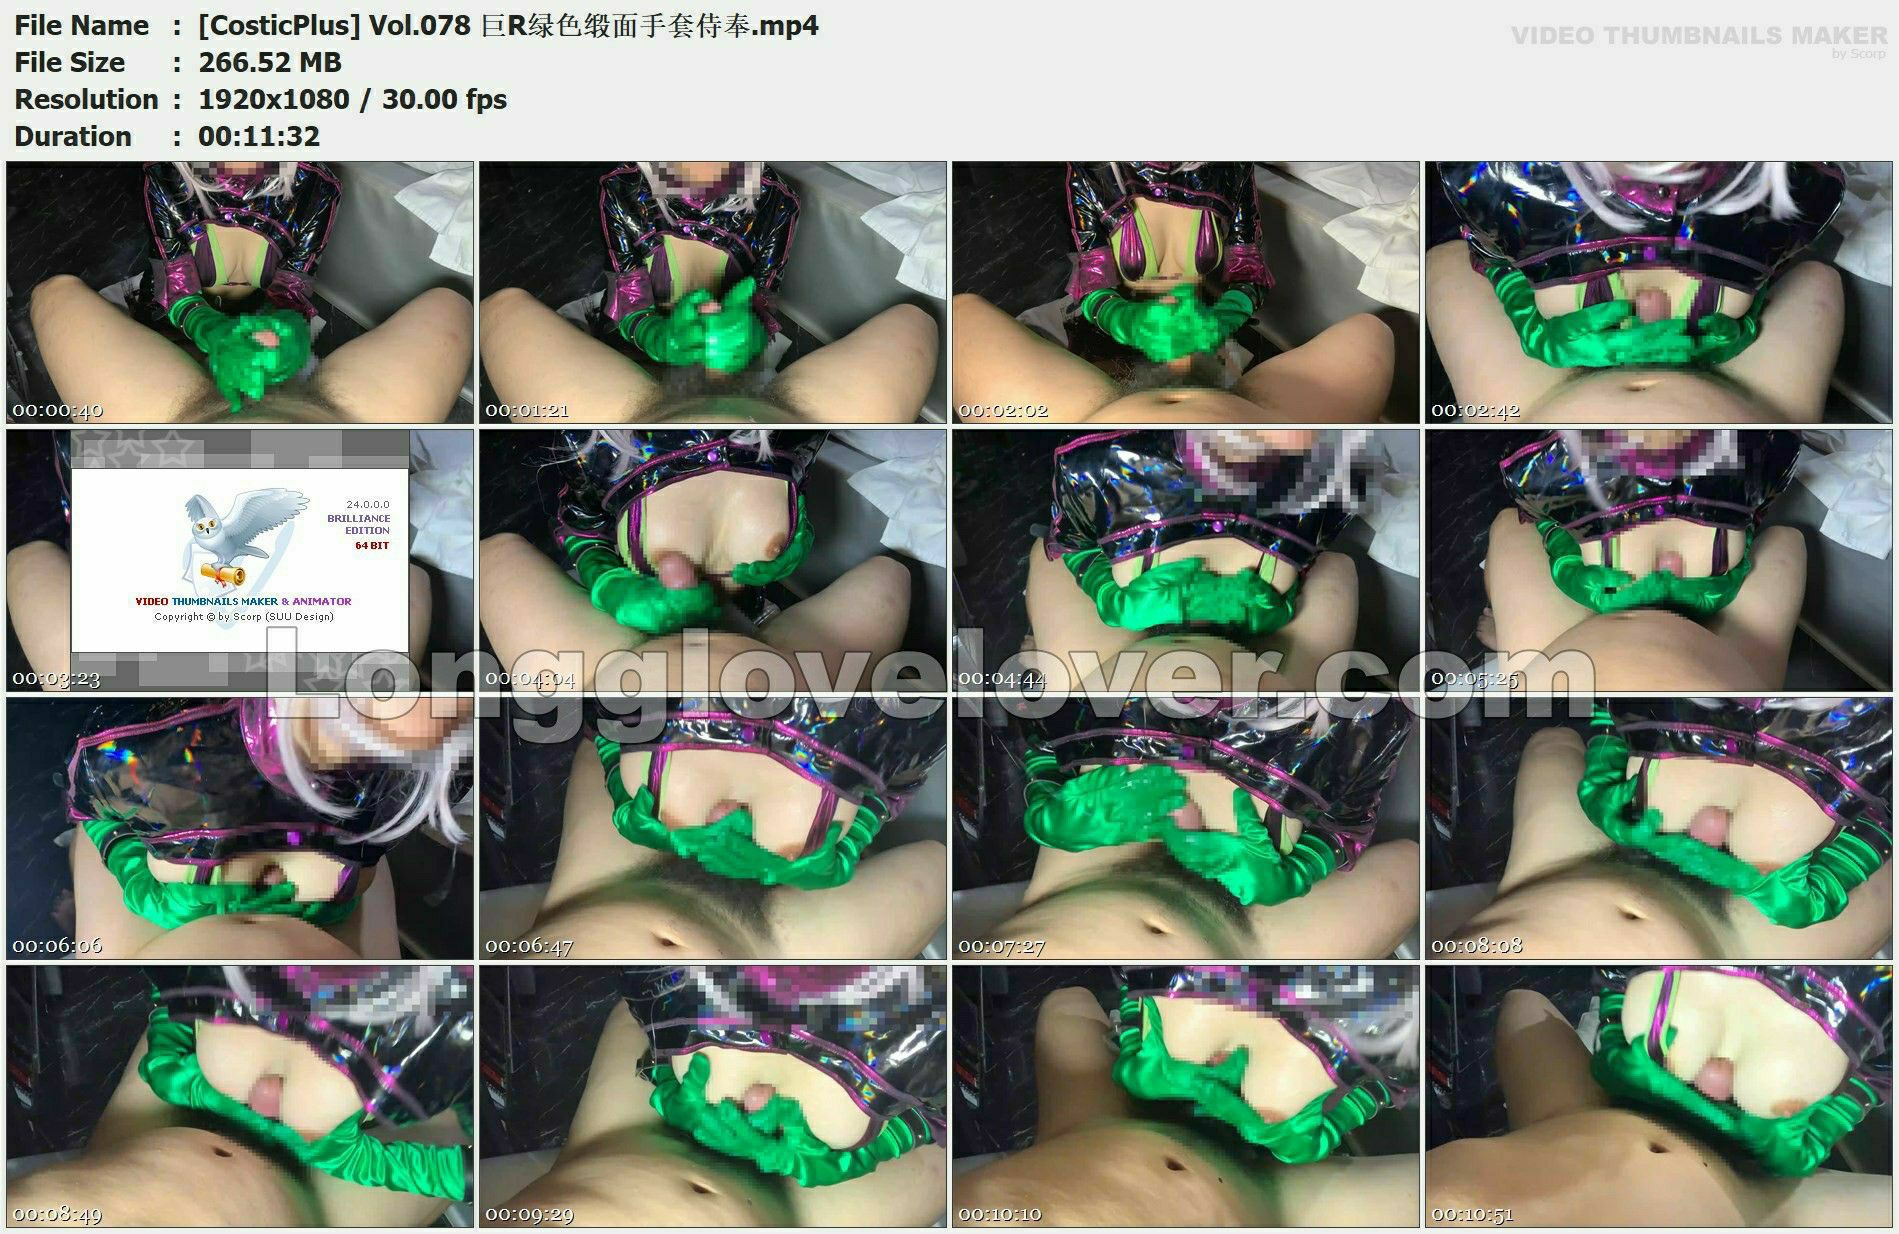 File Name : [CosticPlus] Vol.078 巨R绿色缎面手套侍奉.mp4
File Size : 266.52 MB
Resolution : 1920x1080 / 30.00 fps
Duration : 00:11:32
VIDEO THUMBNAILS MAKER
by Scorp
00:00:40
00:01:21
00:02:02
00:02:42
24.0.0.0
BRILLIANCE
EDITION
64 BIT
VIDEO THUMBNAILS MAKER & ANIMATOR
Copyright © by Scorp (SUU Design)
00:03:23
00:04:04
00:04:44
00:05:25
Longglovelover.com
00:06:06
00:06:47
00:07:27
00:08:08
00:08:49
00:09:29
00:10:10
00:10:51